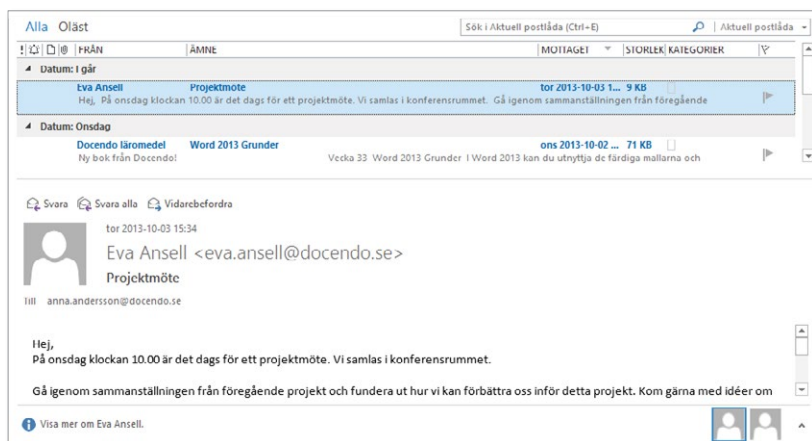 Alla Oläst
Sök i Aktuell postlåda (Ctrl+E) Aktuell postlåda
! FRÅN ÄMNE MOTTAGET STORLEK KATEGORIER
Datum: I går
Eva Ansell Projektmöte tor 2013-10-03 1... 9 KB
Hej, På onsdag klockan 10.00 är det dags för ett projektmöte. Vi samlas i konferensrummet. Gå igenom sammanställningen från föregående
Datum: Onsdag
Docendo läromedel Word 2013 Grunder ons 2013-10-02 ... 71 KB
Ny bok från Docendo! Vecka 33 Word 2013 Grunder I Word 2013 kan du utnyttja de färdiga mallarna och
Svara Svara alla Vidarebefordra
tor 2013-10-03 15:34
Eva Ansell <eva.ansell@docendo.se>
Projektmöte
Till anna.andersson@docendo.se
Hej,
På onsdag klockan 10.00 är det dags för ett projektmöte. Vi samlas i konferensrummet.
Gå igenom sammanställningen från föregående projekt och fundera ut hur vi kan förbättra oss inför detta projekt. Kom gärna med idéer om
Visa mer om Eva Ansell.